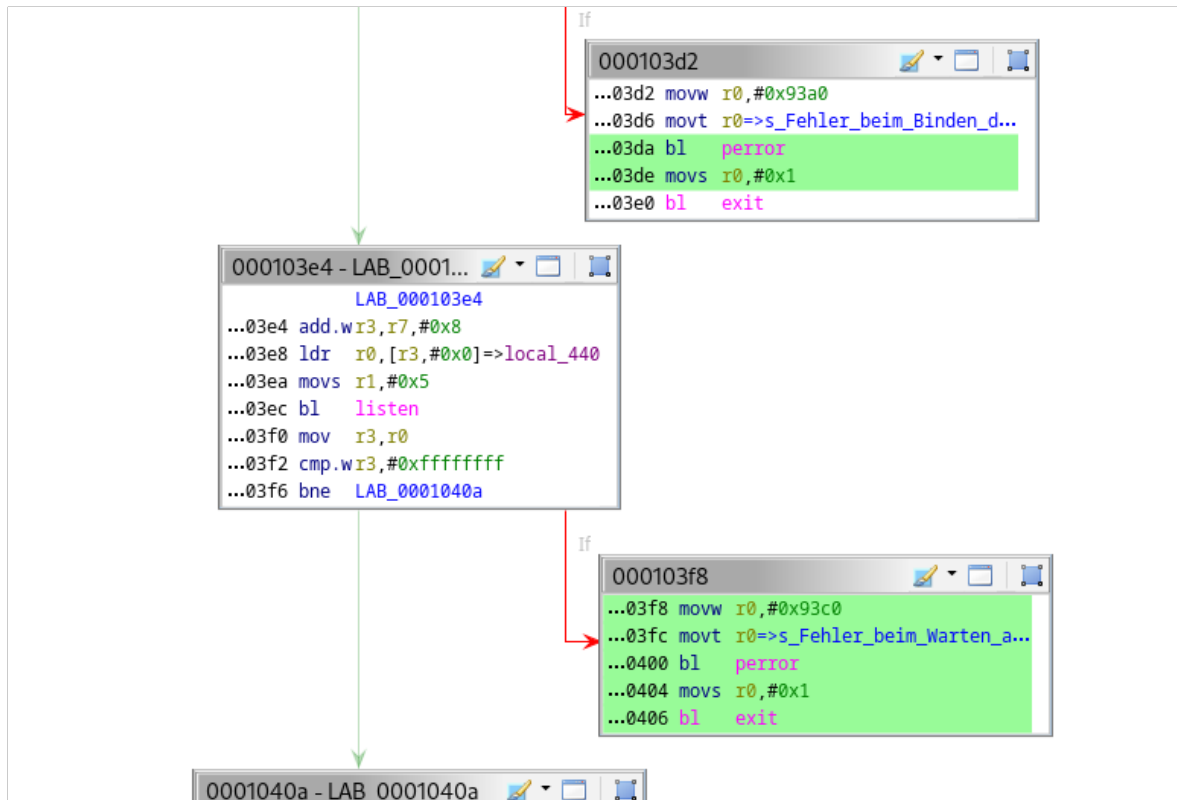 If
000103d2
...03d2 movw r0,#0x93a0
...03d6 movt r0=>s_Fehler_beim_Binden_d...
...03da bl perror
...03de movs r0,#0x1
...03e0 bl exit
000103e4 - LAB_0001...
LAB_000103e4
...03e4 add.w r3,r7,#0x8
...03e8 ldr r0,[r3,#0x0]=>local_440
...03ea movs r1,#0x5
...03ec bl listen
...03f0 mov r3,r0
...03f2 cmp.w r3,#0xffffffff
...03f6 bne LAB_0001040a
If
000103f8
...03f8 movw r0,#0x93c0
...03fc movt r0=>s_Fehler_beim_Warten_a...
...0400 bl perror
...0404 movs r0,#0x1
...0406 bl exit
0001040a - LAB_0001040a